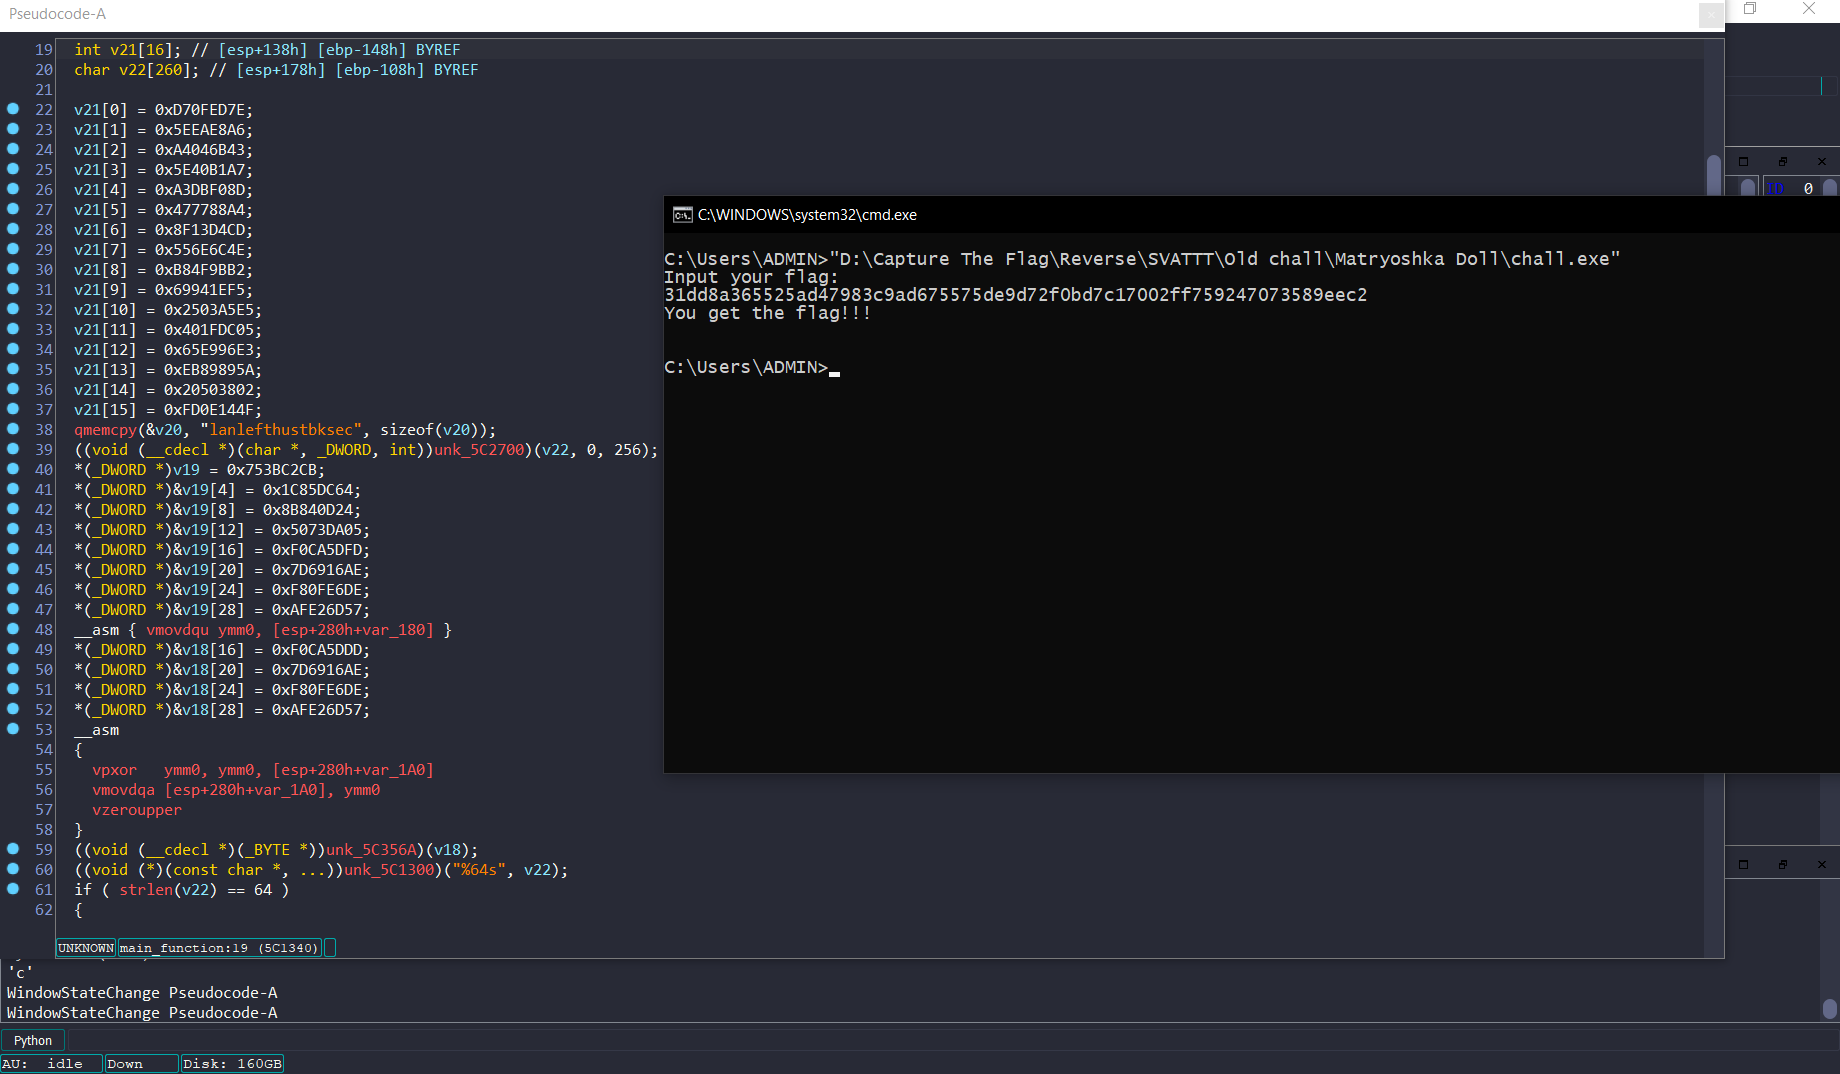 Pseudocode-A
19 int v21[16]; // [esp+138h] [ebp-148h] BYREF
20 char v22[260]; // [esp+178h] [ebp-108h] BYREF
21
22 v21[0] = 0xD70FED7E;
23 v21[1] = 0x5EEAE8A6;
24 v21[2] = 0xA4046B43;
25 v21[3] = 0x5E40B1A7;
26 v21[4] = 0xA3DBF08D;
27 v21[5] = 0x477788A4;
28 v21[6] = 0x8F13D4CD;
29 v21[7] = 0x556E6C4E;
30 v21[8] = 0xB84F9BB2;
31 v21[9] = 0x69941EF5;
32 v21[10] = 0x2503A5E5;
33 v21[11] = 0x401FDC05;
34 v21[12] = 0x65E996E3;
35 v21[13] = 0xEB89895A;
36 v21[14] = 0x20503802;
37 v21[15] = 0xFD0E144F;
38 qmemcpy(&v20, "lanlefthustbksec", sizeof(v20));
39 ((void (__cdecl *)(char *, _DWORD, int))unk_5C2700)(v22, 0, 256);
40 *(_DWORD *)v19 = 0x753BC2CB;
41 *(_DWORD *)&v19[4] = 0x1C85DC64;
42 *(_DWORD *)&v19[8] = 0x8B840D24;
43 *(_DWORD *)&v19[12] = 0x5073DA05;
44 *(_DWORD *)&v19[16] = 0xF0CA5DFD;
45 *(_DWORD *)&v19[20] = 0x7D6916AE;
46 *(_DWORD *)&v19[24] = 0xF80FE6DE;
47 *(_DWORD *)&v19[28] = 0xAFE26D57;
48 __asm { vmovdqu ymm0, [esp+280h+var_180] }
49 *(_DWORD *)&v18[16] = 0xF0CA5DDD;
50 *(_DWORD *)&v18[20] = 0x7D6916AE;
51 *(_DWORD *)&v18[24] = 0xF80FE6DE;
52 *(_DWORD *)&v18[28] = 0xAFE26D57;
53 __asm
54 {
55 vpxor ymm0, ymm0, [esp+280h+var_1A0]
56 vmovdqa [esp+280h+var_1A0], ymm0
57 vzeroupper
58 }
59 ((void (__cdecl *)(_BYTE *))unk_5C356A)(v18);
60 ((void (*)(const char *, ...))unk_5C1300)("%64s", v22);
61 if ( strlen(v22) == 64 )
62 {
UNKNOWN main_function:19 (5C1340)
'c'
WindowStateChange Pseudocode-A
WindowStateChange Pseudocode-A
Python
AU: idle Down Disk: 160GB
ID 0
C:\WINDOWS\system32\cmd.exe
C:\Users\ADMIN>"D:\Capture The Flag\Reverse\SVATTT\Old chall\Matryoshka Doll\chall.exe"
Input your flag:
31dd8a365525ad47983c9ad675575de9d72f0bd7c17002ff759247073589eec2
You get the flag!!!
C:\Users\ADMIN>